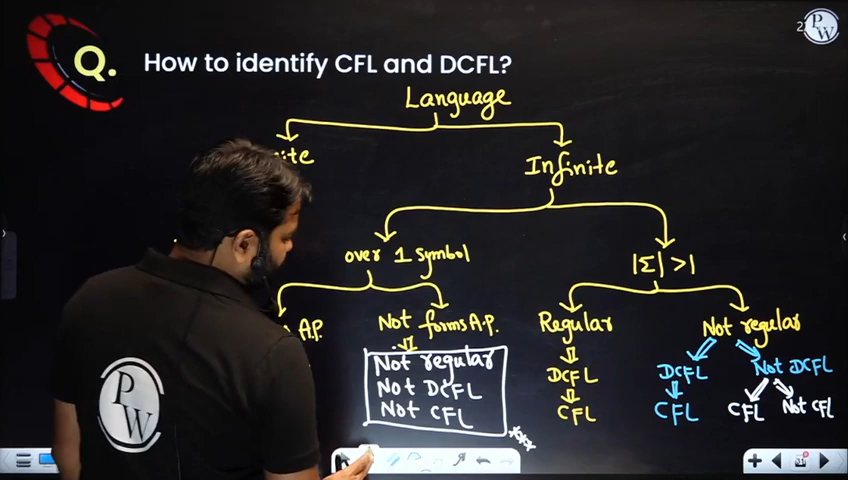 Q. How to identify CFL and DCFL?
PW
Language
Infinite
over 1 symbol
|Σ| >1
A.P.
Not forms A.P.
Regular
Not regular
Not regular
Not DCFL
Not CFL
DCFL
CFL
DCFL
Not DCFL
CFL
CFL
Not CFL
PW